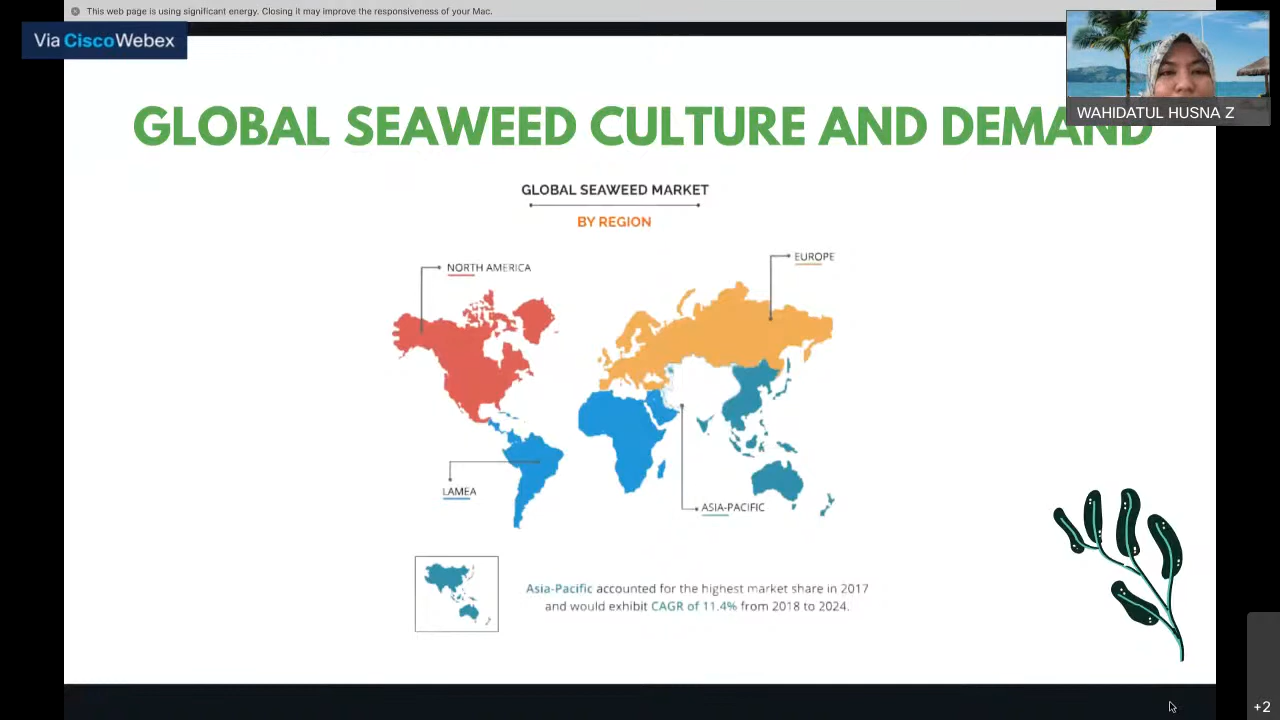 This web page is using significant energy. Closing it may improve the responsiveness of your Mac.
Via CiscoWebex
WAHIDATUL HUSNA Z
GLOBAL SEAWEED CULTURE AND DEMAND
GLOBAL SEAWEED MARKET
BY REGION
NORTH AMERICA
EUROPE
LAMEA
ASIA-PACIFIC
Asia-Pacific accounted for the highest market share in 2017
and would exhibit CAGR of 11.4% from 2018 to 2024.
+2